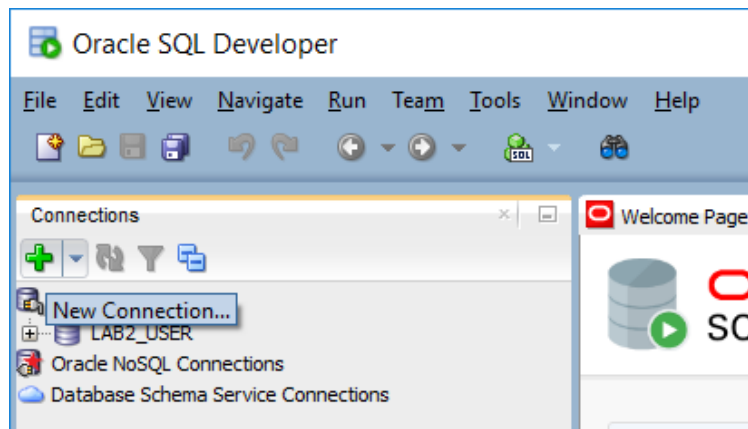 Oracle SQL Developer
File Edit View Navigate Run Team Tools Window Help
SQL
Connections
Welcome Page
New Connection...
LAB2_USER
Oracle NoSQL Connections
Database Schema Service Connections